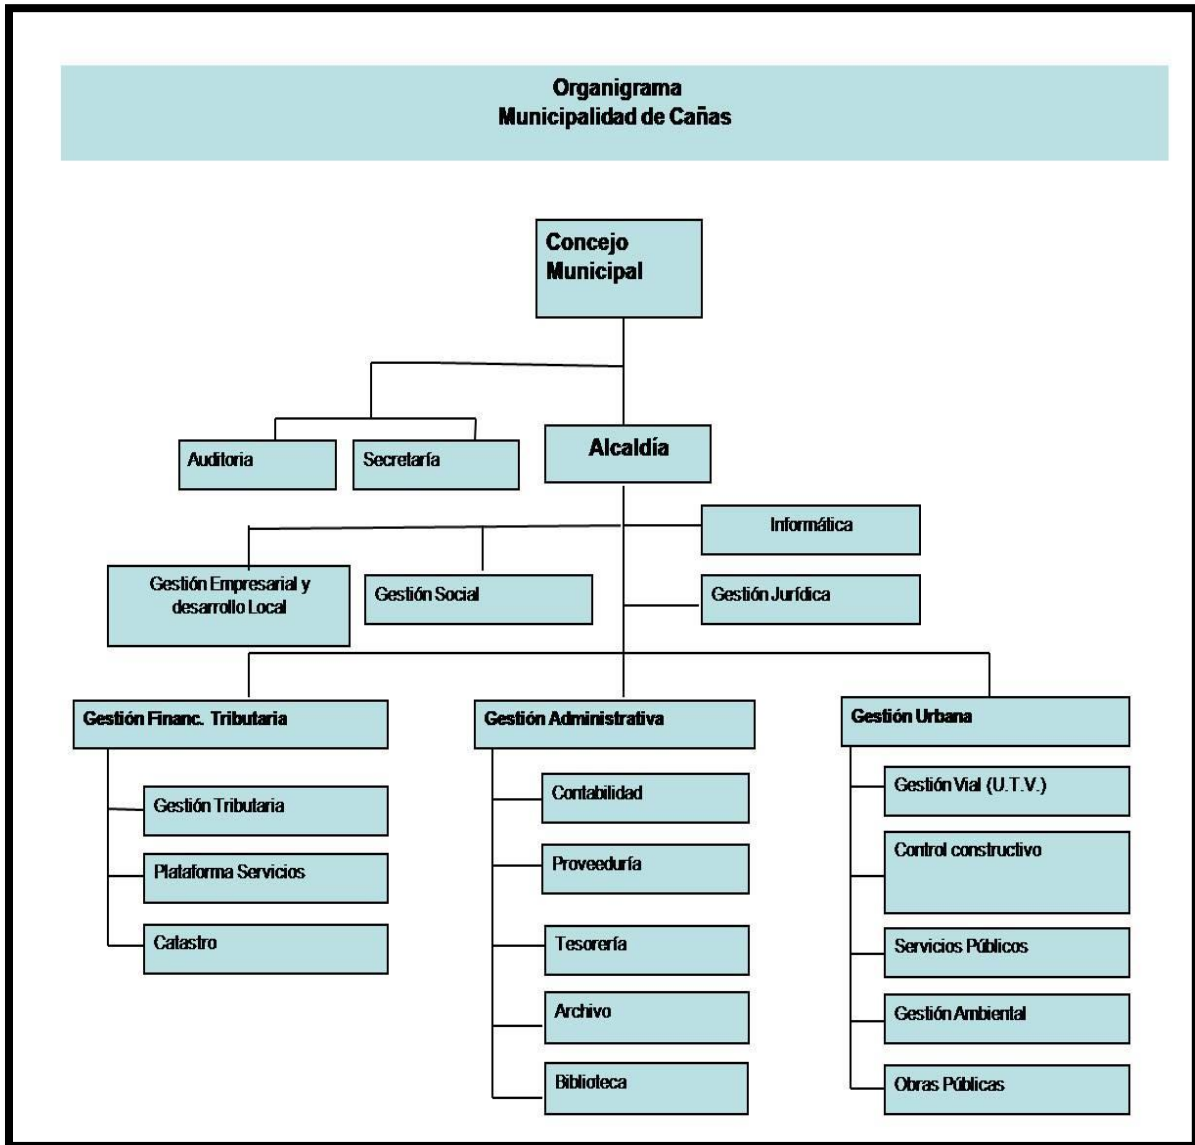 Organigrama
Municipalidad de Cañas
Concejo
Municipal
Auditoria
Secretaría
Alcaldía
Informática
Gestión Empresarial y
desarrollo Local
Gestión Social
Gestión Jurídica
Gestión Financ. Tributaria
Gestión Tributaria
Plataforma Servicios
Catastro
Gestión Administrativa
Contabilidad
Proveeduría
Tesorería
Archivo
Biblioteca
Gestión Urbana
Gestión Vial (U.T.V.)
Control constructivo
Servicios Públicos
Gestión Ambiental
Obras Públicas